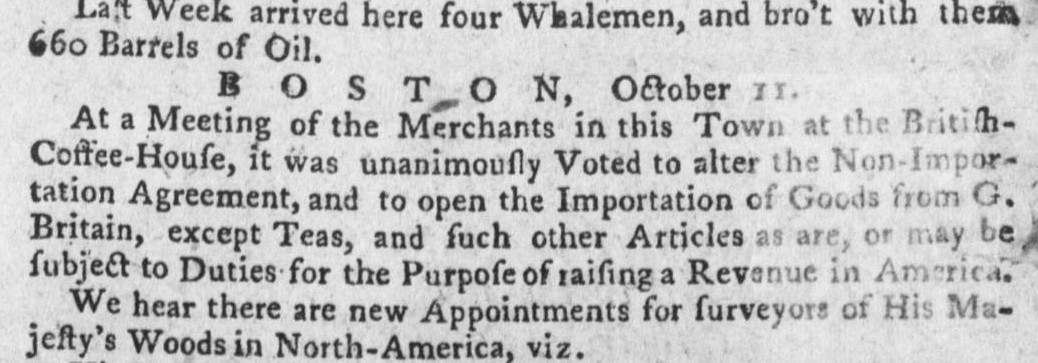 Laſt Week arrived here four Whalemen, and bro't with them
660 Barrels of Oil.
BOSTON, October 11.
At a Meeting of the Merchants in this Town at the Britiſh-
Coffee-Houſe, it was unanimouſly Voted to alter the Non-Impor-
tation Agreement, and to open the Importation of Goods from G.
Britain, except Teas, and ſuch other Articles as are, or may be
ſubject to Duties for the Purpoſe of raiſing a Revenue in America.
We hear there are new Appointments for ſurveyors of His Ma-
jeſty's Woods in North-America, viz.